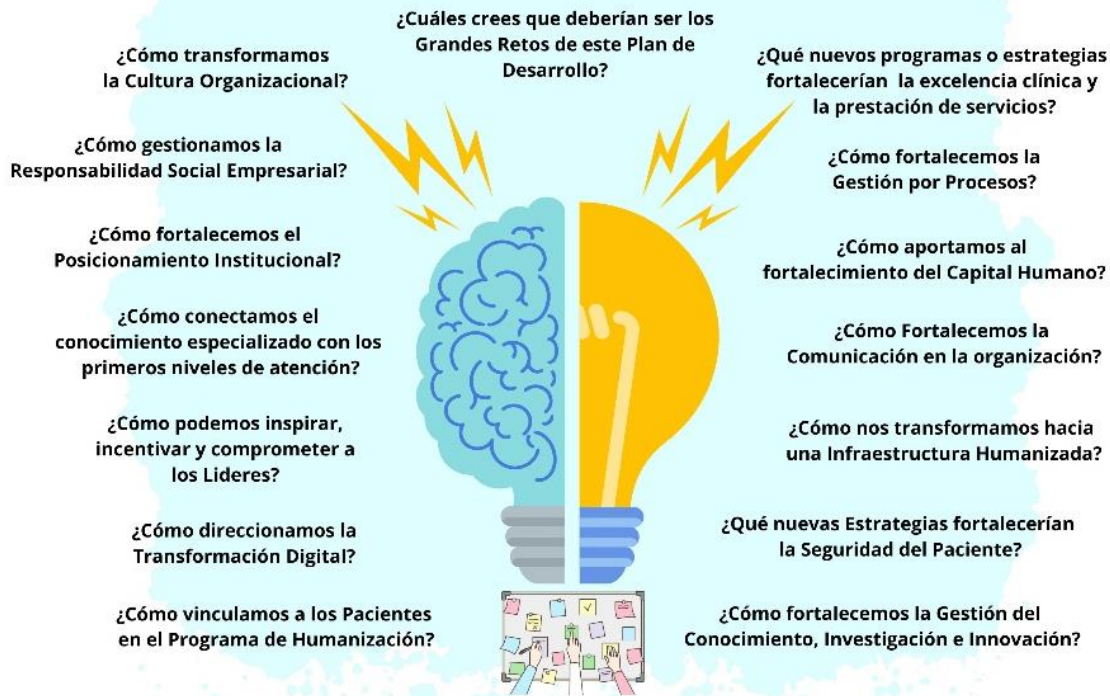 ¿Cuáles crees que deberían ser los
Grandes Retos de este Plan de
Desarrollo?
¿Cómo transformamos
la Cultura Organizacional?
¿Cómo gestionamos la
Responsabilidad Social Empresarial?
¿Cómo fortalecemos el
Posicionamiento Institucional?
¿Cómo conectamos el
conocimiento especializado con los
primeros niveles de atención?
¿Cómo podemos inspirar,
incentivar y comprometer a
los Lideres?
¿Cómo direccionamos la
Transformación Digital?
¿Cómo vinculamos a los Pacientes
en el Programa de Humanización?
¿Qué nuevos programas o estrategias
fortalecerían la excelencia clínica y
la prestación de servicios?
¿Cómo fortalecemos la
Gestión por Procesos?
¿Cómo aportamos al
fortalecimiento del Capital Humano?
¿Cómo Fortalecemos la
Comunicación en la organización?
¿Cómo nos transformamos hacia
una Infraestructura Humanizada?
¿Qué nuevas Estrategias fortalecerían
la Seguridad del Paciente?
¿Cómo fortalecemos la Gestión del
Conocimiento, Investigación e Innovación?